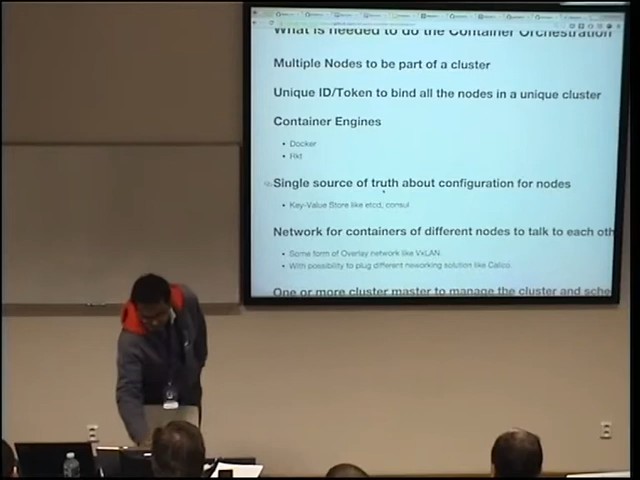 What is needed to do the Container Orchestration
Multiple Nodes to be part of a cluster
Unique ID/Token to bind all the nodes in a unique cluster
Container Engines
• Docker
• Rkt
Single source of truth about configuration for nodes
• Key-Value Store like etcd, consul
Network for containers of different nodes to talk to each oth
• Some form of Overlay network like VxLAN.
• With possibility to plug different neworking solution like Calico.
One or more cluster master to manage the cluster and sche